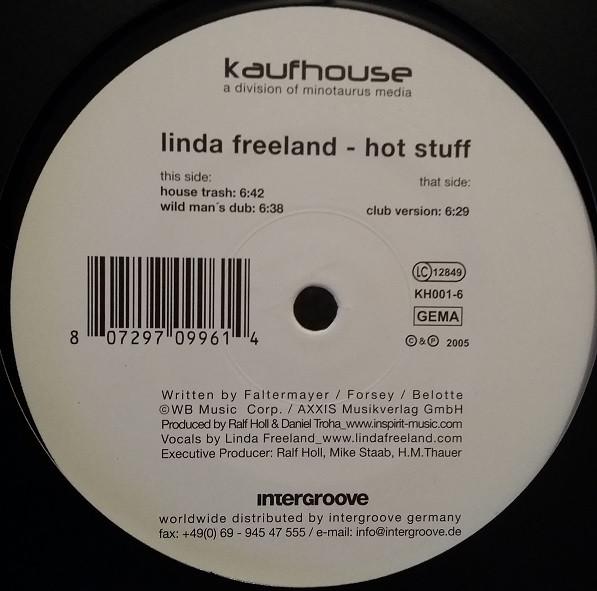 kaufhouse
a division of minotaurus media
linda freeland - hot stuff
this side:
house trash: 6:42
wild man´s dub: 6:38
that side:
club version: 6:29
LC 12849
KH001-6
GEMA
8 07297 09961 4
©&℗ 2005
Written by Faltermayer / Forsey / Belotte
©WB Music Corp. / AXXIS Musikverlag GmbH
Produced by Ralf Holl & Daniel Troha_www.inspirit-music.com
Vocals by Linda Freeland_www.lindafreeland.com
Executive Producer: Ralf Holl, Mike Staab, H.M.Thauer
intergroove
worldwide distributed by intergroove germany
fax: +49(0) 69 - 945 47 555 / e-mail: info@intergroove.de